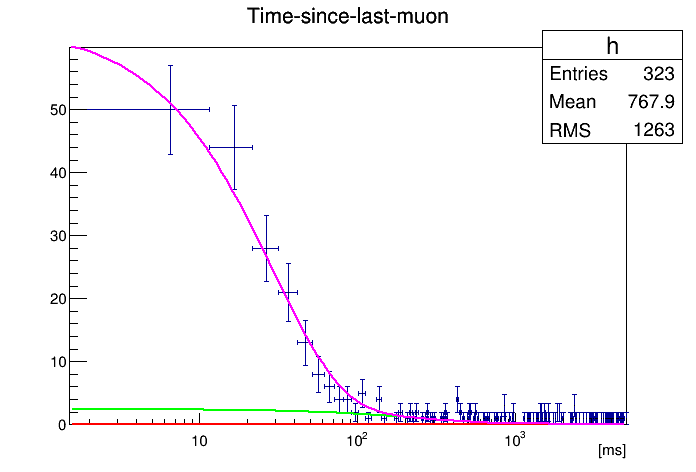 Time-since-last-muon
h
Entries 323
Mean 767.9
RMS 1263
50
40
30
20
10
0
10 10² 10³
[ms]